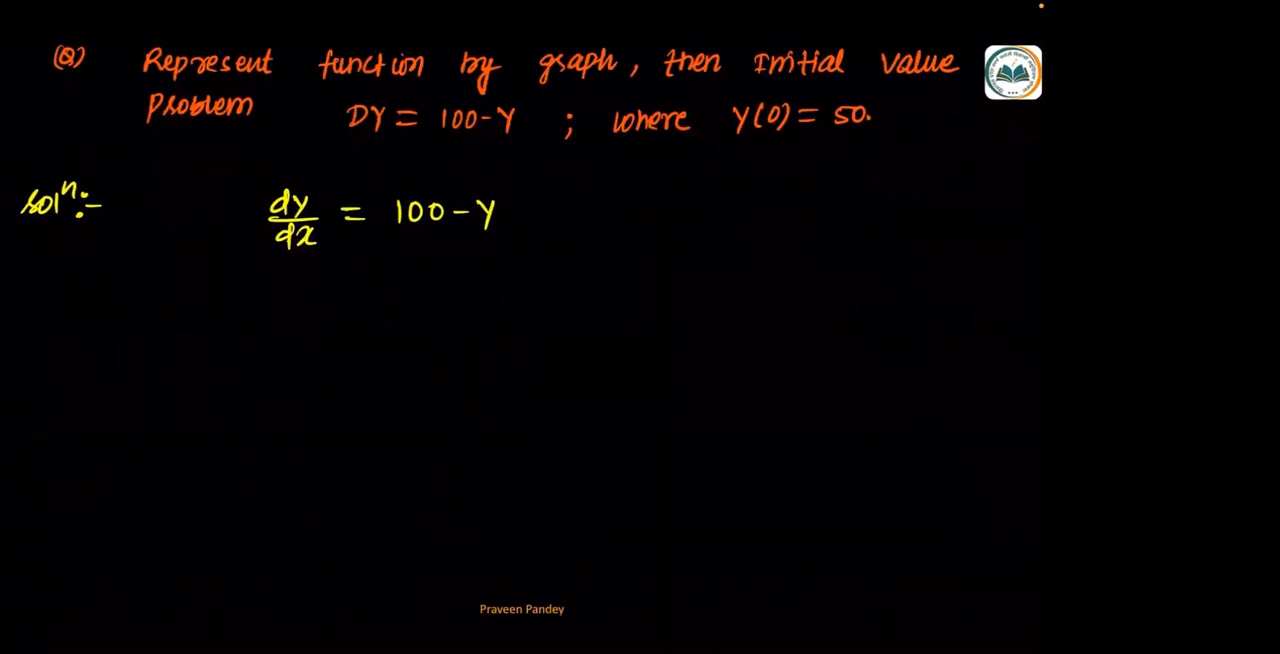 (Q) Represent function by graph, then Initial value
Problem DY = 100-Y ; where Y(0) = 50.
Solⁿ:- dy/dx = 100-Y
Praveen Pandey